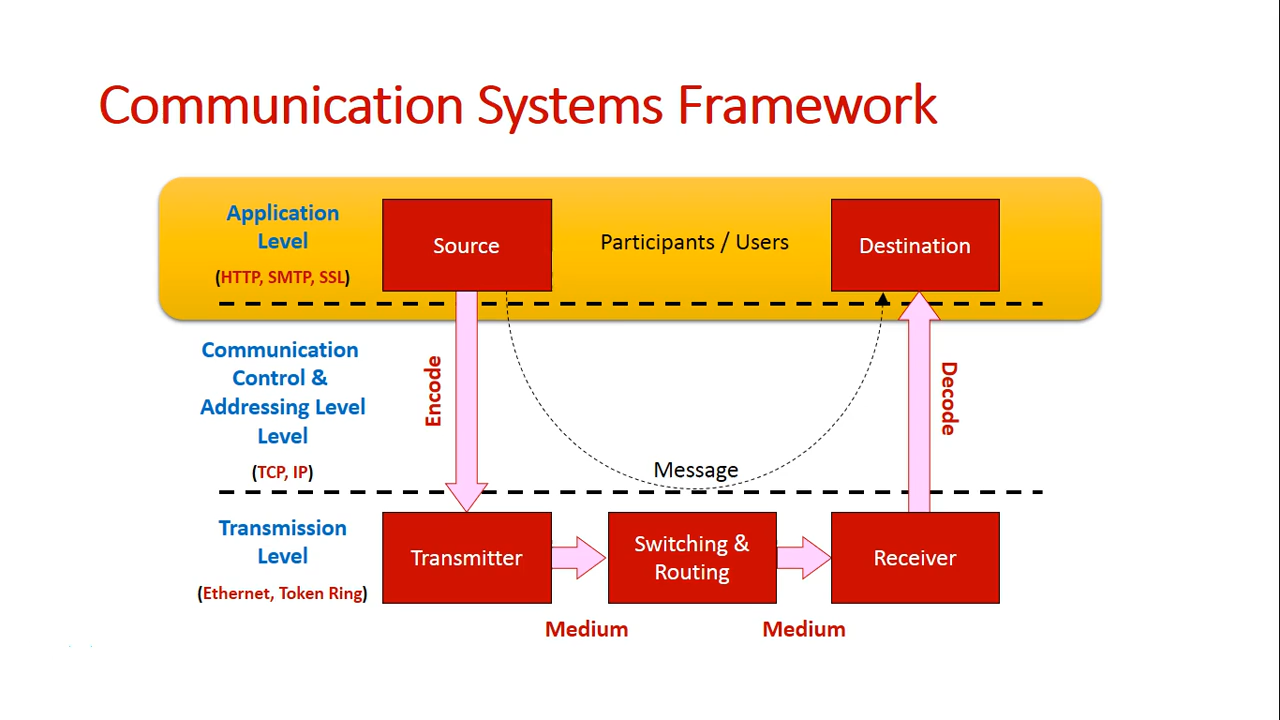 Communication Systems Framework
Application
Level
(HTTP, SMTP, SSL)
Source
Participants / Users
Destination
Communication
Control &
Addressing Level
Level
(TCP, IP)
Encode
Message
Decode
Transmission
Level
(Ethernet, Token Ring)
Transmitter
Switching &
Routing
Receiver
Medium
Medium